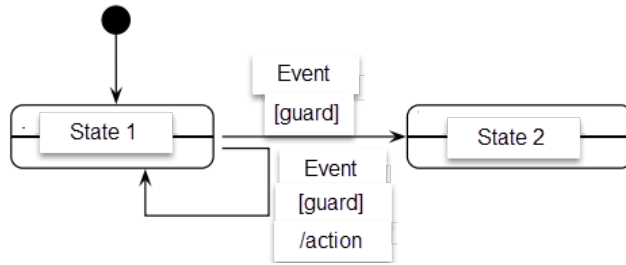 Event
[guard]
State 1
State 2
Event
[guard]
/action